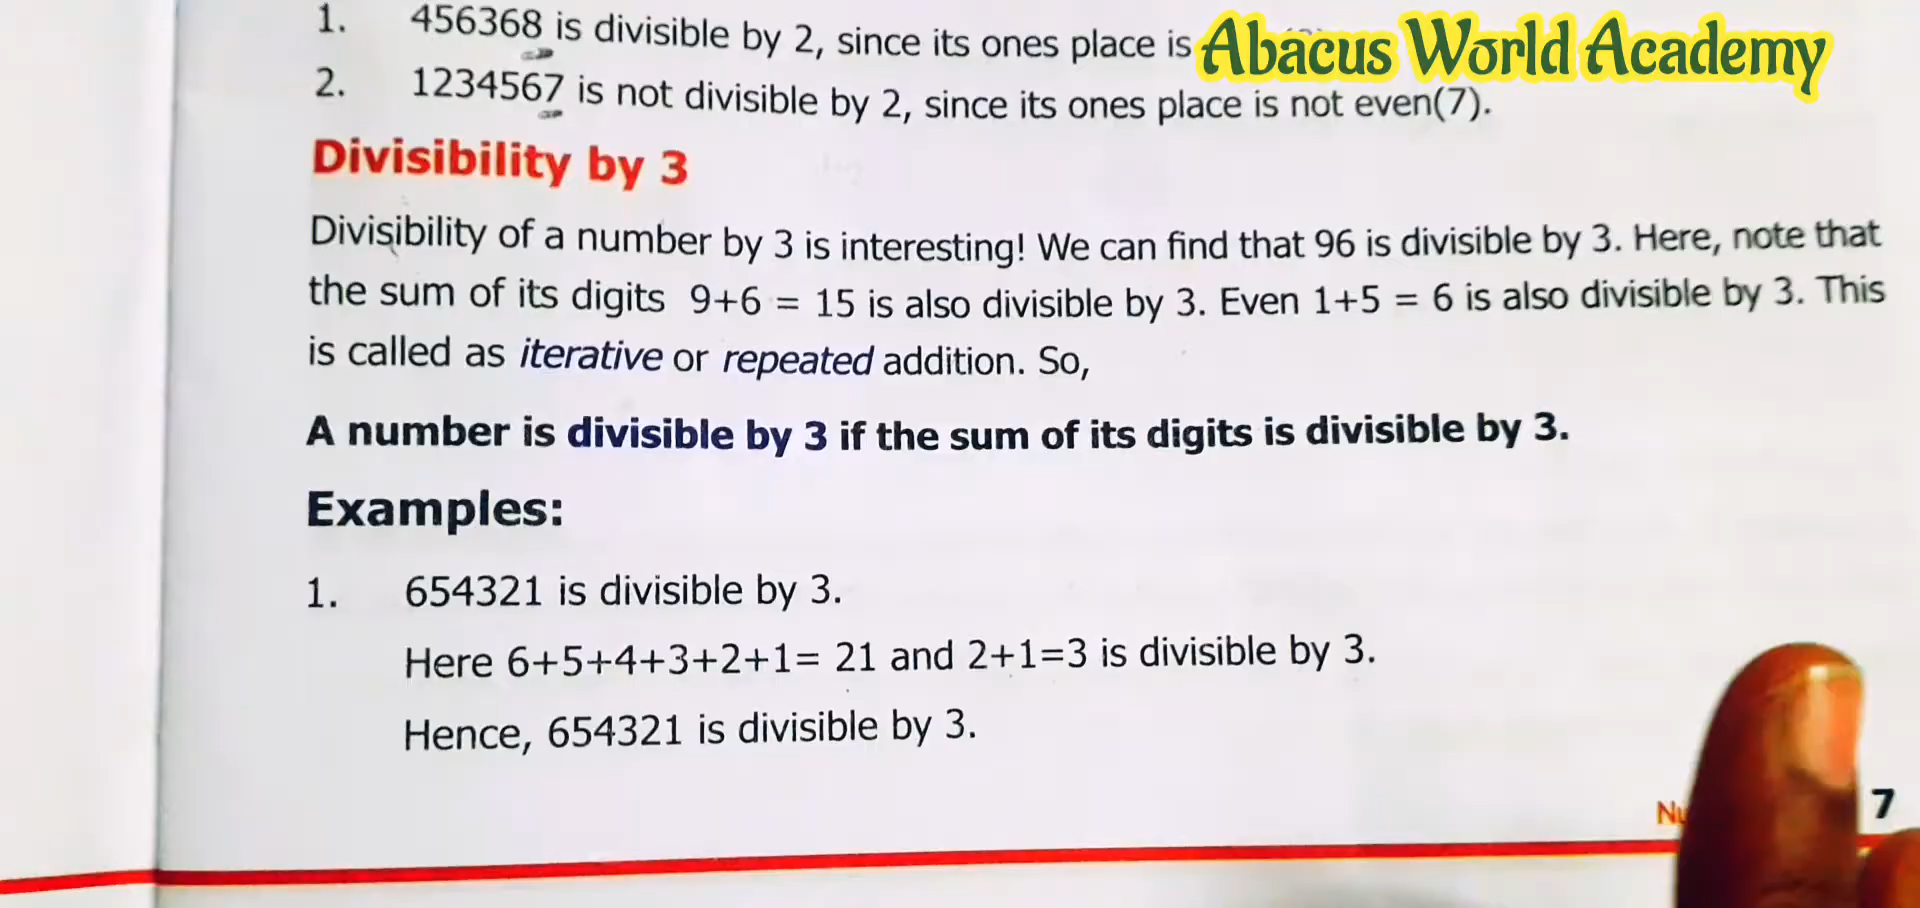 1. 456368 is divisible by 2, since its ones place is
Abacus World Academy
2. 1234567 is not divisible by 2, since its ones place is not even(7).
Divisibility by 3
Divisibility of a number by 3 is interesting! We can find that 96 is divisible by 3. Here, note that
the sum of its digits 9+6 = 15 is also divisible by 3. Even 1+5 = 6 is also divisible by 3. This
is called as iterative or repeated addition. So,
A number is divisible by 3 if the sum of its digits is divisible by 3.
Examples:
1. 654321 is divisible by 3.
Here 6+5+4+3+2+1= 21 and 2+1=3 is divisible by 3.
Hence, 654321 is divisible by 3.
7